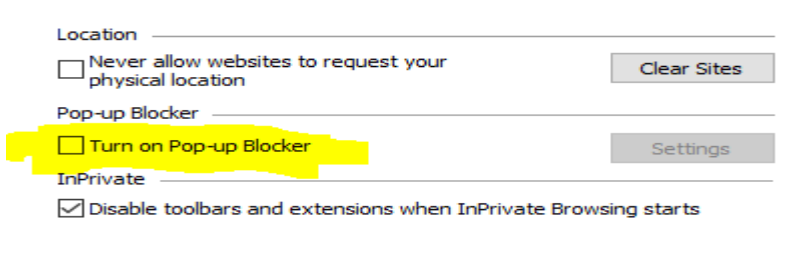 Location
Never allow websites to request your
physical location
Clear Sites
Pop-up Blocker
Turn on Pop-up Blocker
Settings
InPrivate
Disable toolbars and extensions when InPrivate Browsing starts